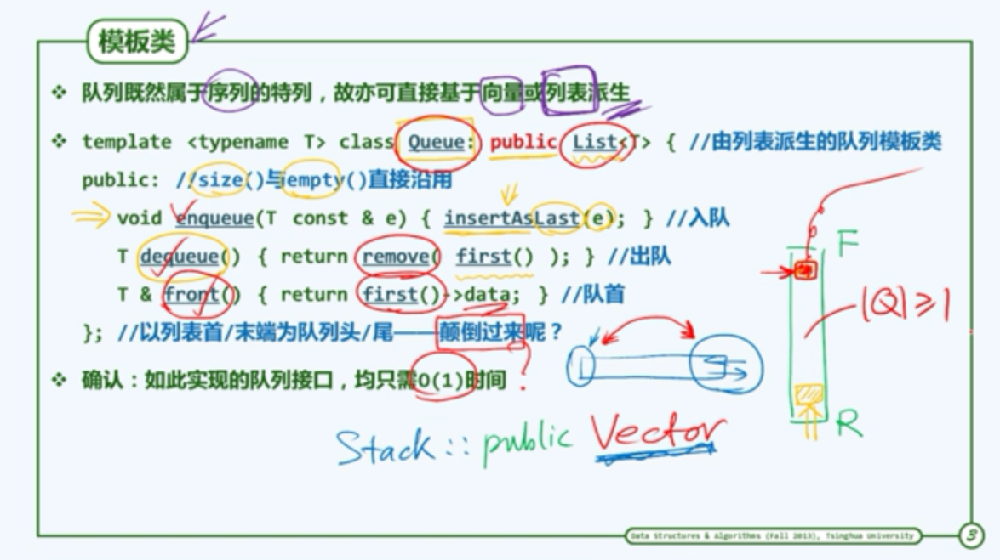 模板类
❖ 队列既然属于序列的特列，故亦可直接基于向量或列表派生
❖ template <typename T> class Queue: public List<T> { //由列表派生的队列模板类
public: //size()与empty()直接沿用
void enqueue(T const & e) { insertAsLast(e); } //入队
T dequeue() { return remove( first() ); } //出队
T & front() { return first()->data; } //队首
}; //以列表首/末端为队列头/尾——颠倒过来呢？
❖ 确认：如此实现的队列接口，均只需O(1)时间 ?
F
|Q|≥1
R
Stack:: public Vector
Data Structures & Algorithms (Fall 2013), Tsinghua University
3